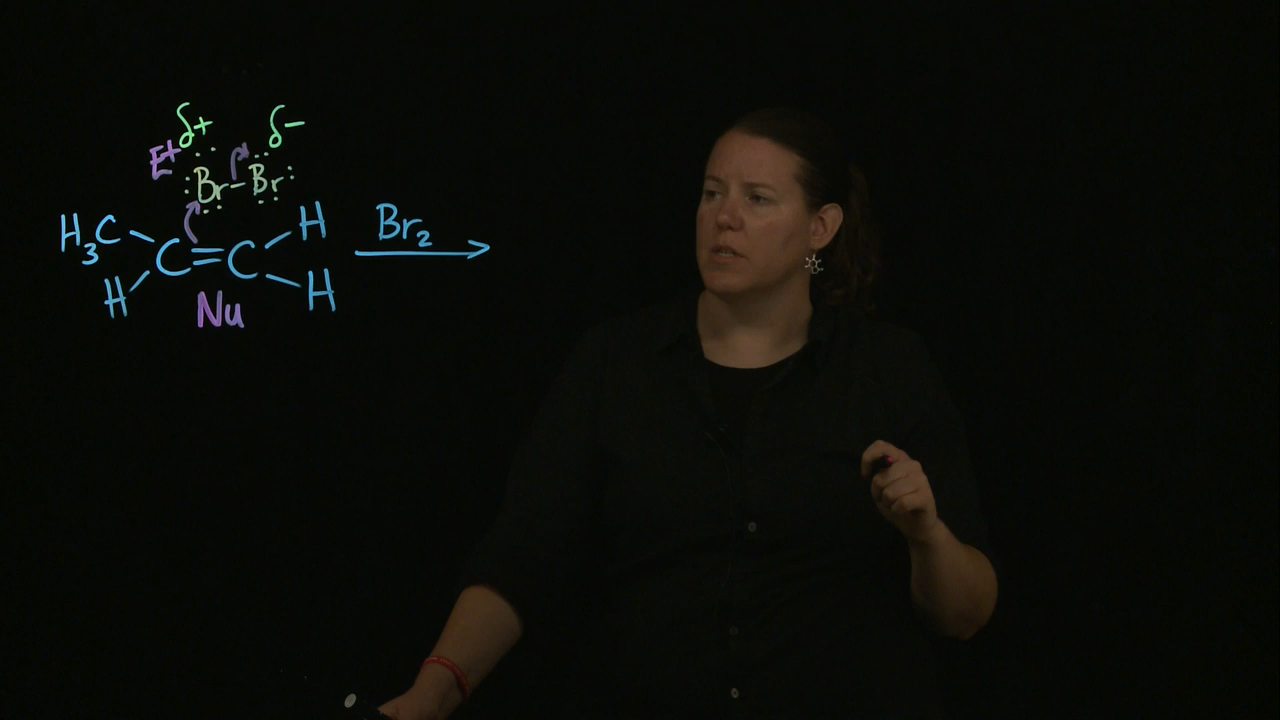 δ+ δ-
E+
Br-Br
H3C C=C H Br2
H H
Nu